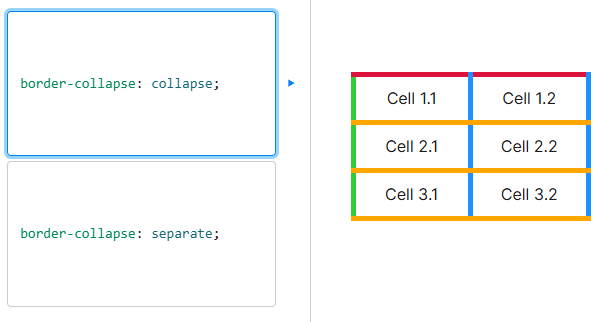 border-collapse: collapse;
border-collapse: separate;
Cell 1.1 Cell 1.2
Cell 2.1 Cell 2.2
Cell 3.1 Cell 3.2